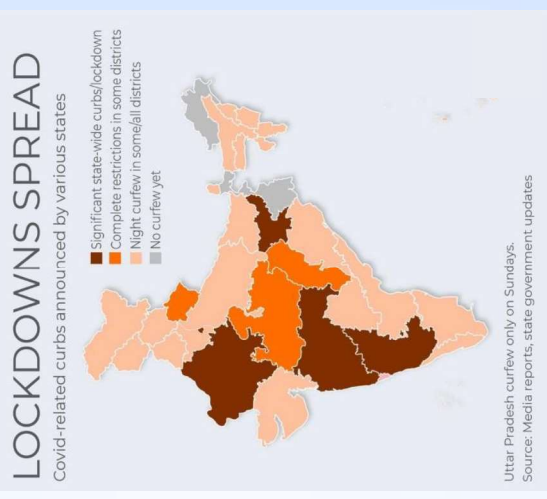 LOCKDOWNS SPREAD
Covid-related curbs announced by various states
Significant state-wide curbs/lockdown
Complete restrictions in some districts
Night curfew in some/all districts
No curfew yet
Uttar Pradesh curfew only on Sundays.
Source: Media reports, state government updates